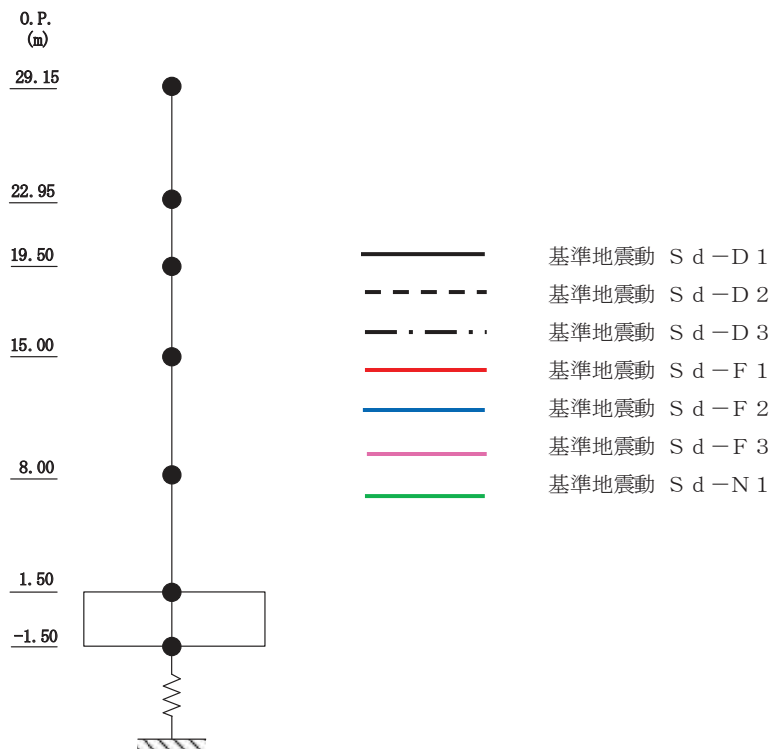 O.P.
(m)
29.15
22.95
19.50
15.00
8.00
1.50
-1.50
基準地震動 Ｓｄ－Ｄ１
基準地震動 Ｓｄ－Ｄ２
基準地震動 Ｓｄ－Ｄ３
基準地震動 Ｓｄ－Ｆ１
基準地震動 Ｓｄ－Ｆ２
基準地震動 Ｓｄ－Ｆ３
基準地震動 Ｓｄ－Ｎ１